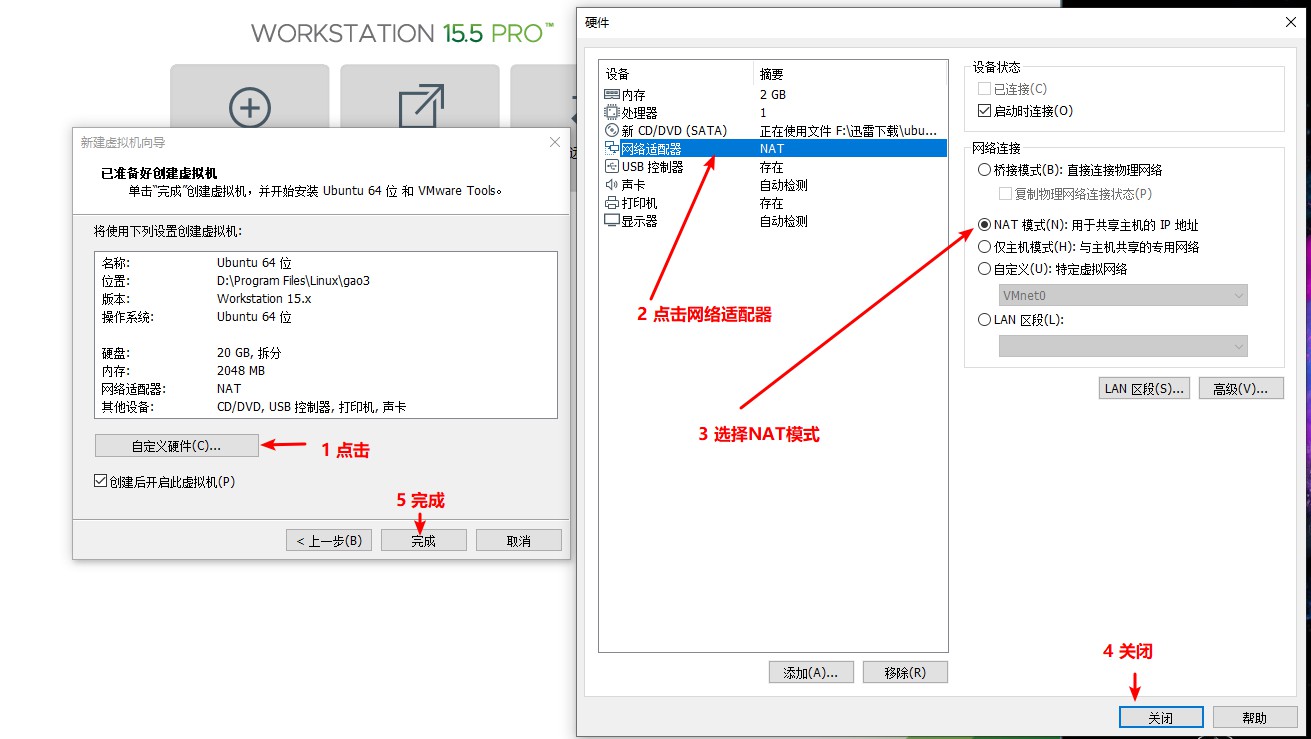 WORKSTATION 15.5 PRO™
新建虚拟机向导
已准备好创建虚拟机
单击“完成”创建虚拟机，并开始安装 Ubuntu 64 位 和 VMware Tools。
将使用下列设置创建虚拟机:
名称: Ubuntu 64 位
位置: D:\Program Files\Linux\gao3
版本: Workstation 15.x
操作系统: Ubuntu 64 位
硬盘: 20 GB, 拆分
内存: 2048 MB
网络适配器: NAT
其他设备: CD/DVD, USB 控制器, 打印机, 声卡
自定义硬件(C)...
1 点击
创建后开启此虚拟机(P)
5 完成
< 上一步(B) 完成 取消
硬件
设备 摘要
内存 2 GB
处理器 1
新 CD/DVD (SATA) 正在使用文件 F:\迅雷下载\ubu...
网络适配器 NAT
USB 控制器 存在
声卡 自动检测
打印机 存在
显示器 自动检测
2 点击网络适配器
3 选择NAT模式
添加(A)... 移除(R)
设备状态
已连接(C)
启动时连接(O)
网络连接
桥接模式(B): 直接连接物理网络
复制物理网络连接状态(P)
NAT 模式(N): 用于共享主机的 IP 地址
仅主机模式(H): 与主机共享的专用网络
自定义(U): 特定虚拟网络
VMnet0
LAN 区段(L):
LAN 区段(S)... 高级(V)...
4 关闭
关闭 帮助